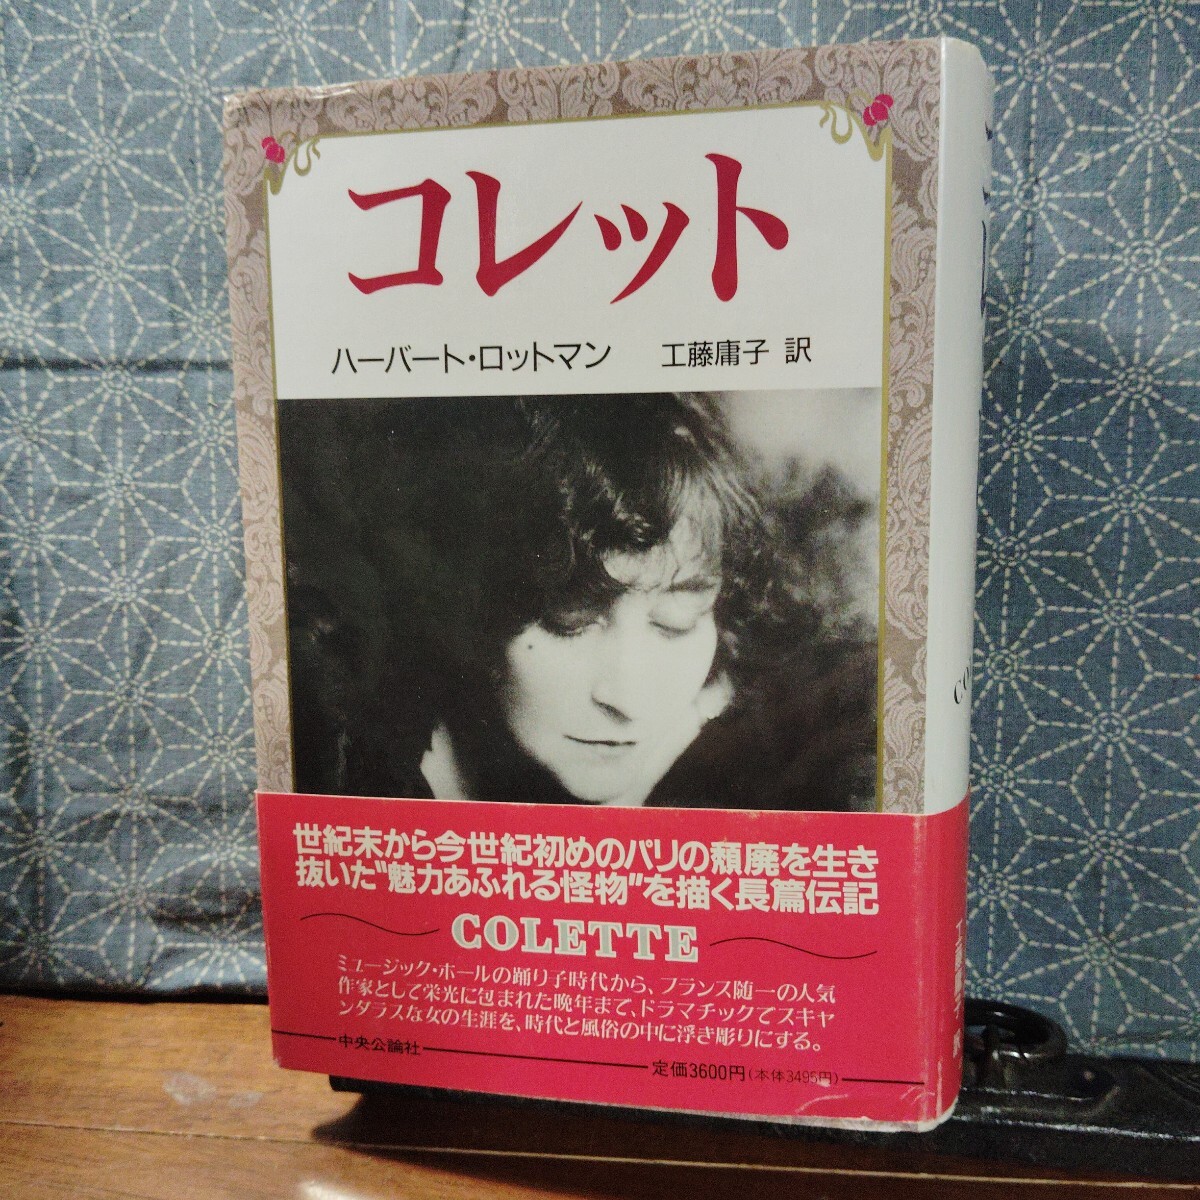 コレット
ハーバート・ロットマン 工藤庸子 訳
世紀末から今世紀初めのパリの頽廃を生き
抜いた"魅力あふれる怪物"を描く長篇伝記
COLETTE
ミュージック・ホールの踊り子時代から、フランス随一の人気
作家として栄光に包まれた晩年まで、ドラマチックでスキャ
ンダラスな女の生涯を、時代と風俗の中に浮き彫りにする。
中央公論社
定価3600円(本体3495円)